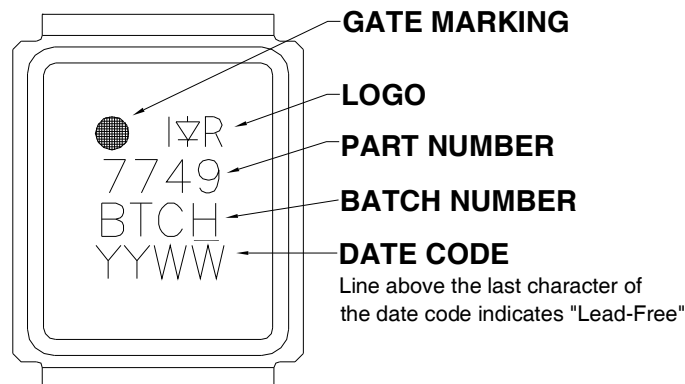 GATE MARKING
LOGO
I R
PART NUMBER
7749
BATCH NUMBER
BTCH
DATE CODE
YYWW
Line above the last character of
the date code indicates "Lead-Free"